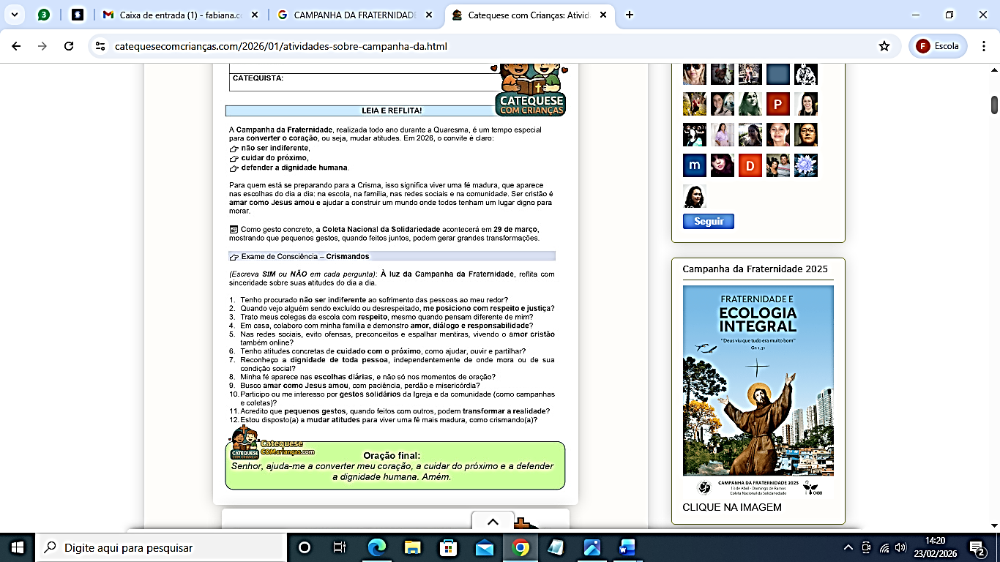 3
Caixa de entrada (1) - fabiana.c
CAMPANHA DA FRATERNIDADE
Catequese com Crianças: Ativid
catequesecomcrianças.com/2026/01/atividades-sobre-campanha-da.html
F Escola
CATEQUISTA:
CATEQUESE
COM CRIANÇAS
LEIA E REFLITA!
A Campanha da Fraternidade, realizada todo ano durante a Quaresma, é um tempo especial
para converter o coração, ou seja, mudar atitudes. Em 2026, o convite é claro:
não ser indiferente,
cuidar do próximo,
defender a dignidade humana.
Para quem está se preparando para a Crisma, isso significa viver uma fé madura, que aparece
nas escolhas do dia a dia: na escola, na família, nas redes sociais e na comunidade. Ser cristão é
amar como Jesus amou e ajudar a construir um mundo onde todos tenham um lugar digno para
morar.
Como gesto concreto, a Coleta Nacional da Solidariedade acontecerá em 29 de março,
mostrando que pequenos gestos, quando feitos juntos, podem gerar grandes transformações.
Exame de Consciência – Crismandos
(Escreva SIM ou NÃO em cada pergunta): À luz da Campanha da Fraternidade, reflita com
sinceridade sobre suas atitudes do dia a dia.
1. Tenho procurado não ser indiferente ao sofrimento das pessoas ao meu redor?
2. Quando vejo alguém sendo excluído ou desrespeitado, me posiciono com respeito e justiça?
3. Trato meus colegas da escola com respeito, mesmo quando pensam diferente de mim?
4. Em casa, colaboro com minha família e demonstro amor, diálogo e responsabilidade?
5. Nas redes sociais, evito ofensas, preconceitos e espalhar mentiras, vivendo o amor cristão
também online?
6. Tenho atitudes concretas de cuidado com o próximo, como ajudar, ouvir e partilhar?
7. Reconheço a dignidade de toda pessoa, independentemente de onde mora ou de sua
condição social?
8. Minha fé aparece nas escolhas diárias, e não só nos momentos de oração?
9. Busco amar como Jesus amou, com paciência, perdão e misericórdia?
10. Participo ou me interesso por gestos solidários da Igreja e da comunidade (como campanhas
e coletas)?
11. Acredito que pequenos gestos, quando feitos com outros, podem transformar a realidade?
12. Estou disposto(a) a mudar atitudes para viver uma fé mais madura, como crismando(a)?
CATEQUESE
COM CRIANÇAS
Catequese
COMcrianças.com
Oração final:
Senhor, ajuda-me a converter meu coração, a cuidar do próximo e a defender
a dignidade humana. Amém.
P
m
D
Seguir
Campanha da Fraternidade 2025
FRATERNIDADE E
ECOLOGIA
INTEGRAL
"Deus viu que tudo era muito bom"
Gn 1,31
CAMPANHA DA FRATERNIDADE 2025
13 de Abril - Domingo de Ramos
Coleta Nacional da Solidariedade
CNBB
CLIQUE NA IMAGEM
Digite aqui para pesquisar
14:20
23/02/2026
2